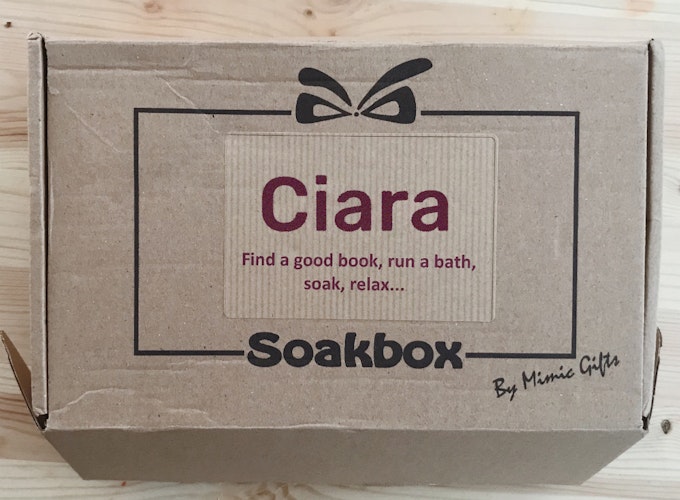 Ciara
Find a good book, run a bath,
soak, relax...
Soakbox
By Mimic Gifts